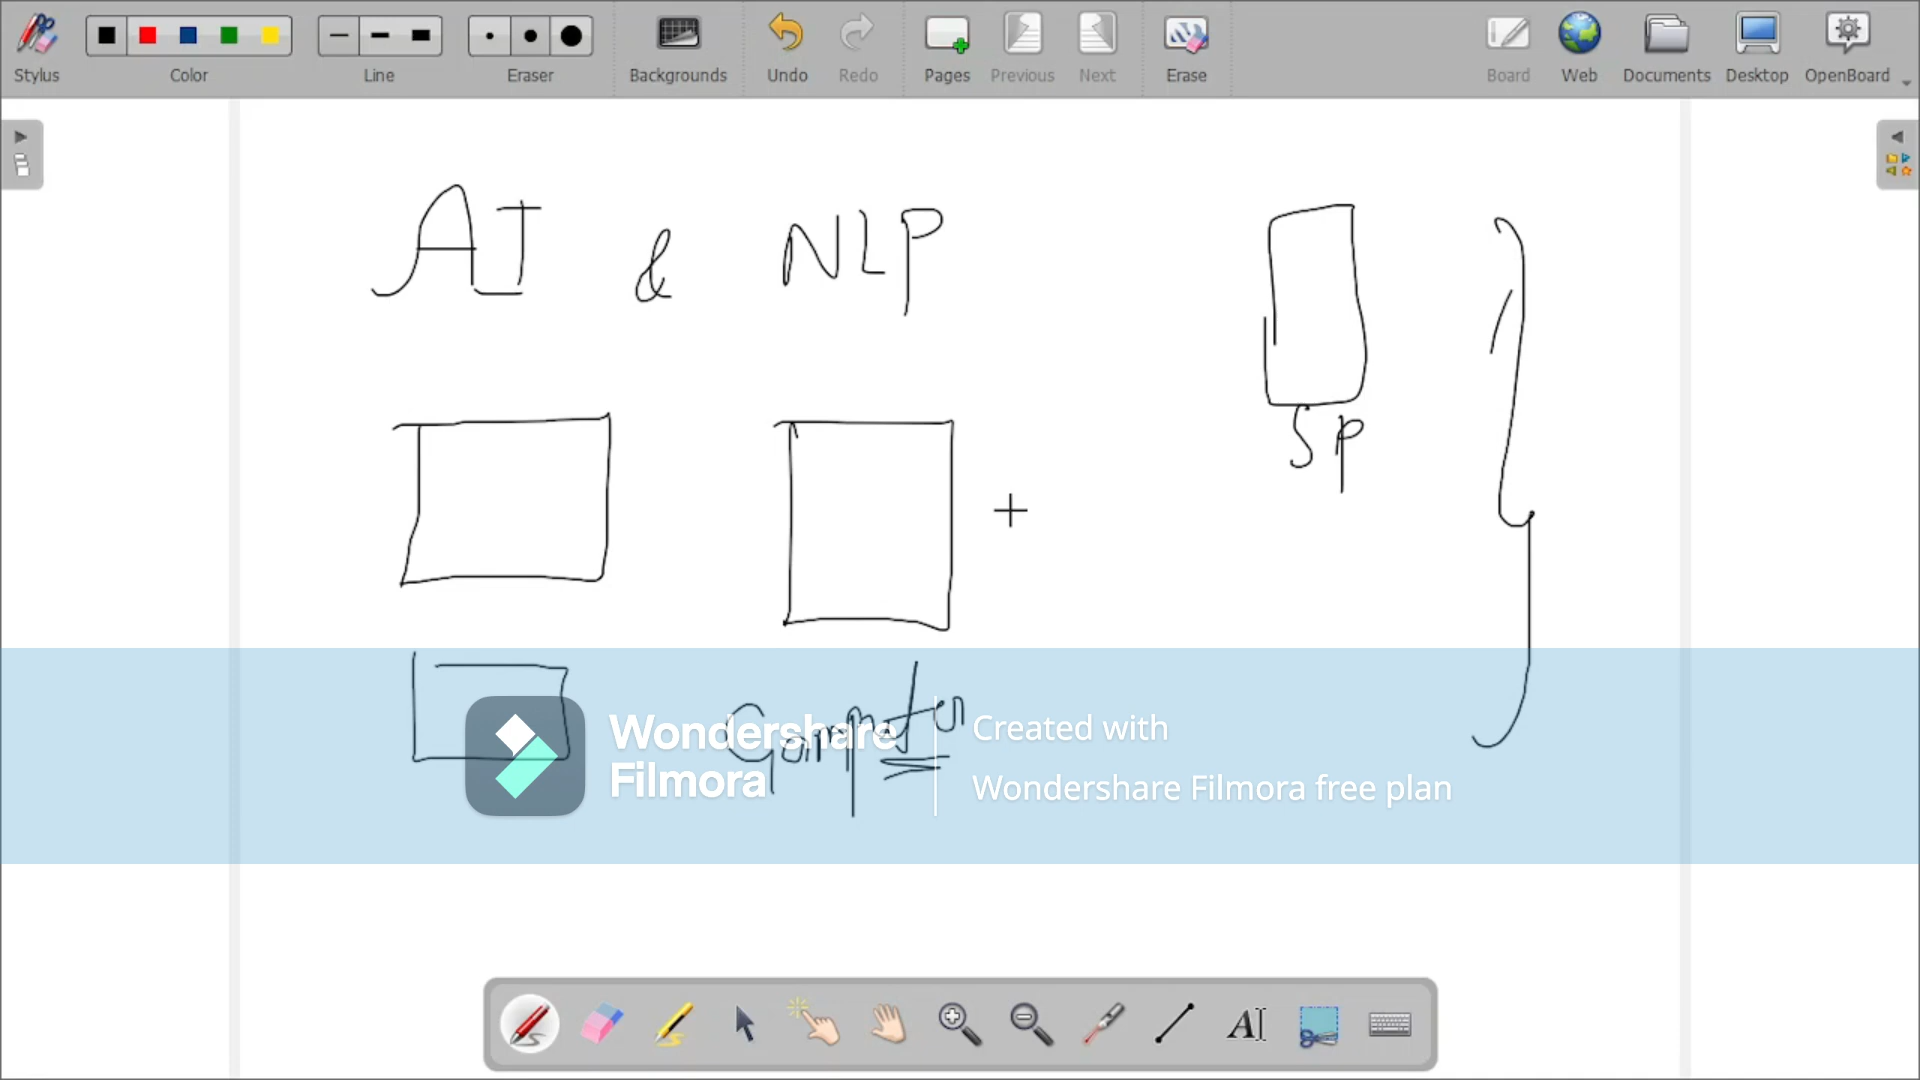 Stylus Color Line Eraser Backgrounds Undo Redo Pages Previous Next Erase Board Web Documents Desktop OpenBoard
AI & NLP
SP
Computer
Wondershare
Filmora
Created with
Wondershare Filmora free plan
AI